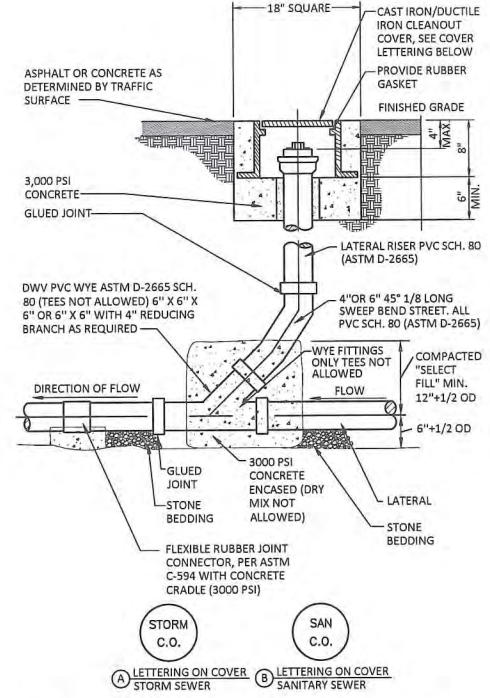 18" SQUARE
CAST IRON/DUCTILE
IRON CLEANOUT
COVER, SEE COVER
LETTERING BELOW
PROVIDE RUBBER
GASKET
ASPHALT OR CONCRETE AS
DETERMINED BY TRAFFIC
SURFACE
FINISHED GRADE
4"
MAX.
8"
6"
MIN.
3,000 PSI
CONCRETE
GLUED JOINT
LATERAL RISER PVC SCH. 80
(ASTM D-2665)
DWV PVC WYE ASTM D-2665 SCH.
80 (TEES NOT ALLOWED) 6" X 6" X
6" OR 6" X 6" WITH 4" REDUCING
BRANCH AS REQUIRED
4"OR 6" 45° 1/8 LONG
SWEEP BEND STREET. ALL
PVC SCH. 80 (ASTM D-2665)
WYE FITTINGS
ONLY TEES NOT
ALLOWED
COMPACTED
"SELECT
FILL" MIN.
12"+1/2 OD
DIRECTION OF FLOW
FLOW
6"+1/2 OD
GLUED
JOINT
STONE
BEDDING
3000 PSI
CONCRETE
ENCASED (DRY
MIX NOT
ALLOWED)
LATERAL
STONE
BEDDING
FLEXIBLE RUBBER JOINT
CONNECTOR, PER ASTM
C-594 WITH CONCRETE
CRADLE (3000 PSI)
STORM
C.O.
SAN
C.O.
A LETTERING ON COVER
STORM SEWER
B LETTERING ON COVER
SANITARY SEWER